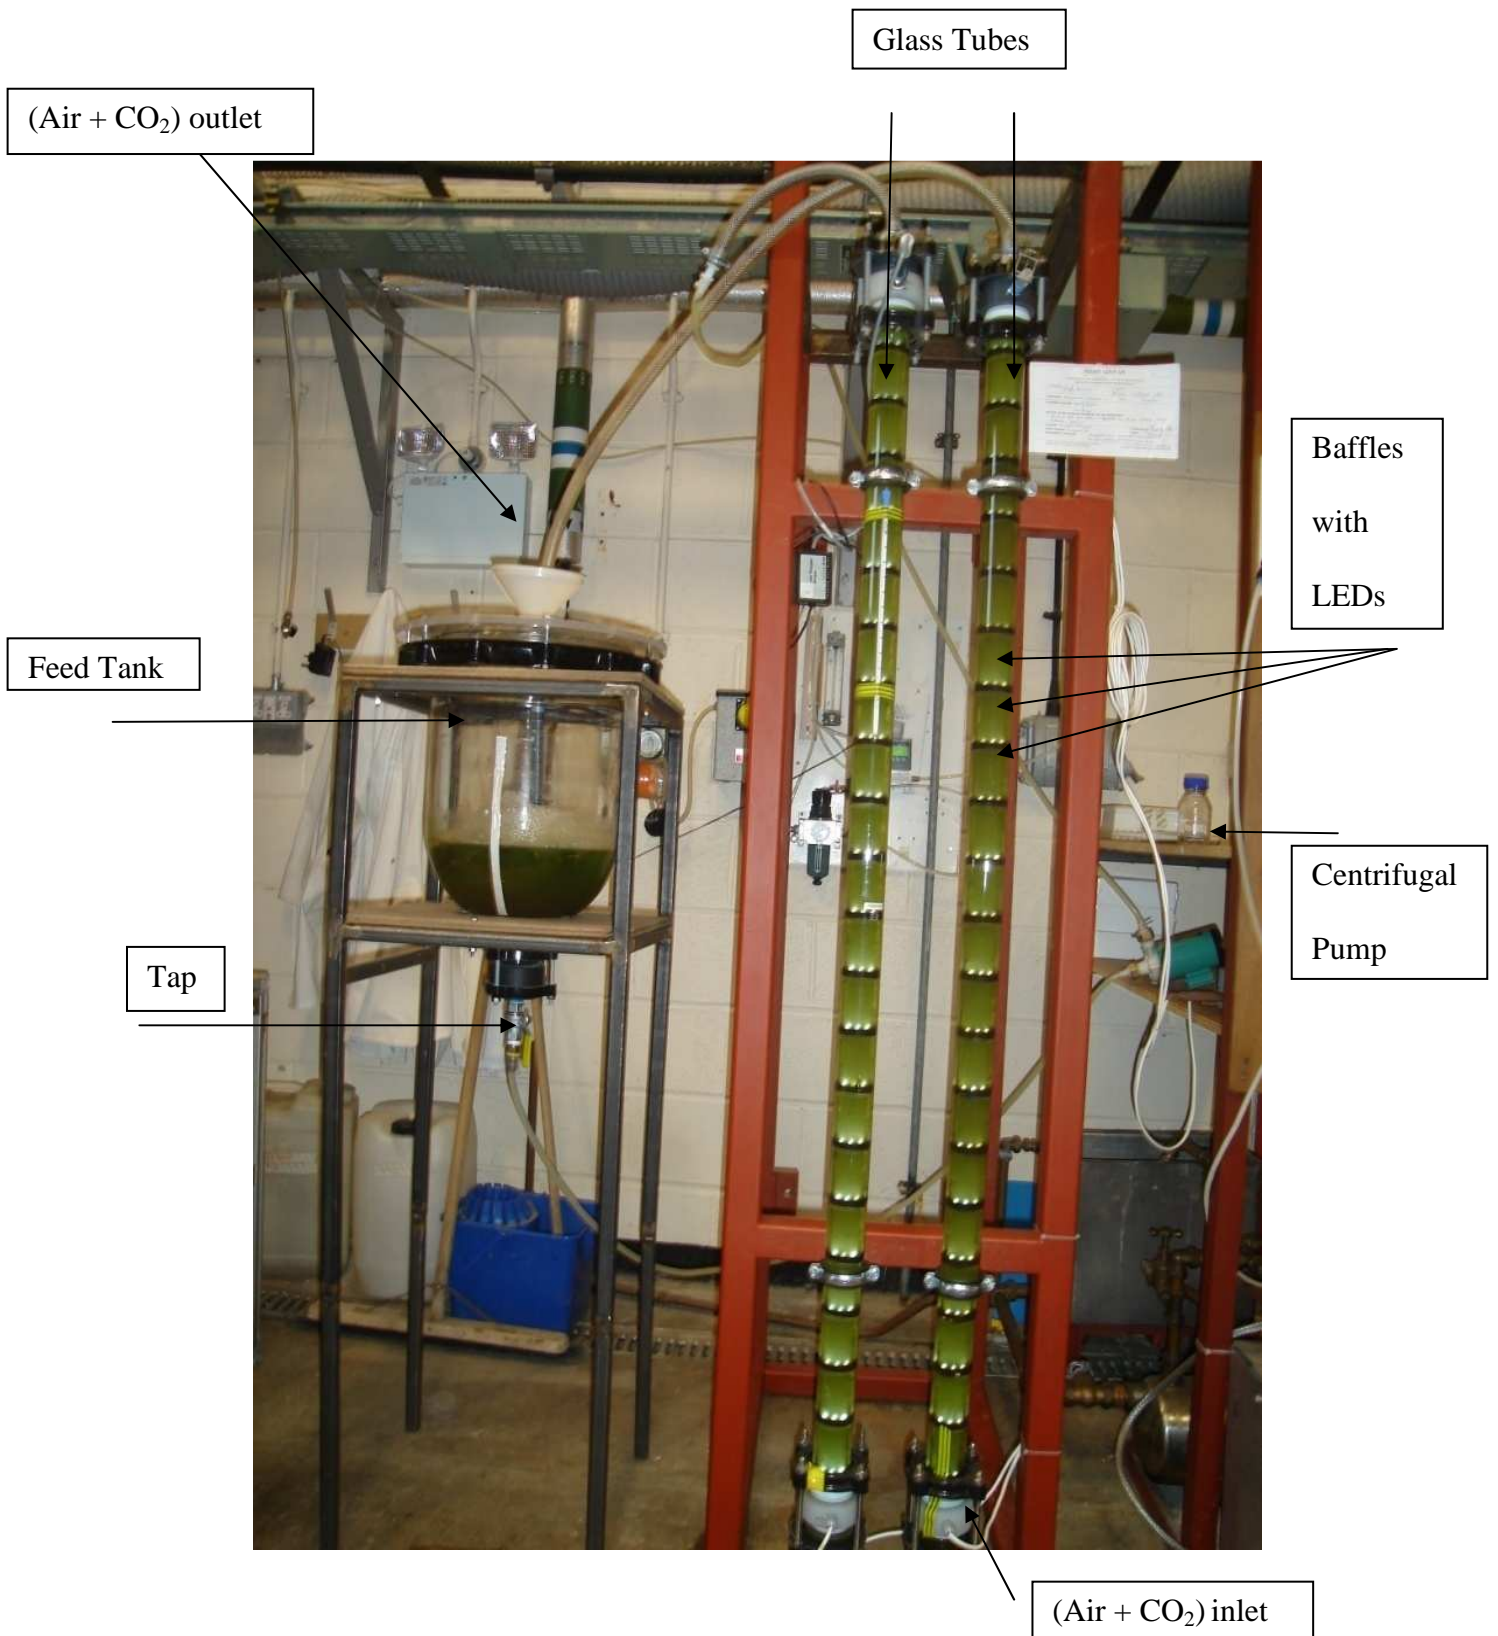 Glass Tubes
(Air + CO₂) outlet
Baffles
with
LEDs
Feed Tank
Centrifugal
Pump
Tap
(Air + CO₂) inlet